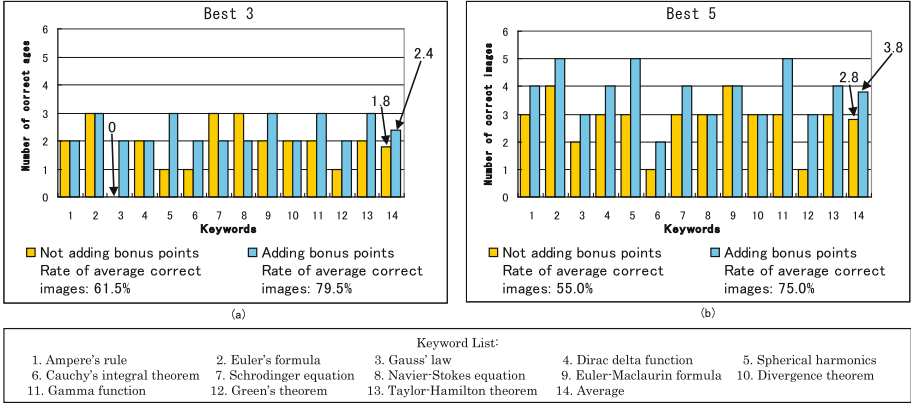 Best 3
Number of correct ages
6
5
4
3
2
1
0
0
1.8
2.4
1 2 3 4 5 6 7 8 9 10 11 12 13 14
Keywords
Not adding bonus points
Rate of average correct
images: 61.5%
Adding bonus points
Rate of average correct
images: 79.5%
(a)
Best 5
Number of correct images
6
5
4
3
2
1
0
2.8
3.8
1 2 3 4 5 6 7 8 9 10 11 12 13 14
Keywords
Not adding bonus points
Rate of average correct
images: 55.0%
Adding bonus points
Rate of average correct
images: 75.0%
(b)
Keyword List:
1. Ampere's rule 2. Euler's formula 3. Gauss' law 4. Dirac delta function 5. Spherical harmonics
6. Cauchy's integral theorem 7. Schrodinger equation 8. Navier-Stokes equation 9. Euler-Maclaurin formula 10. Divergence theorem
11. Gamma function 12. Green's theorem 13. Taylor-Hamilton theorem 14. Average